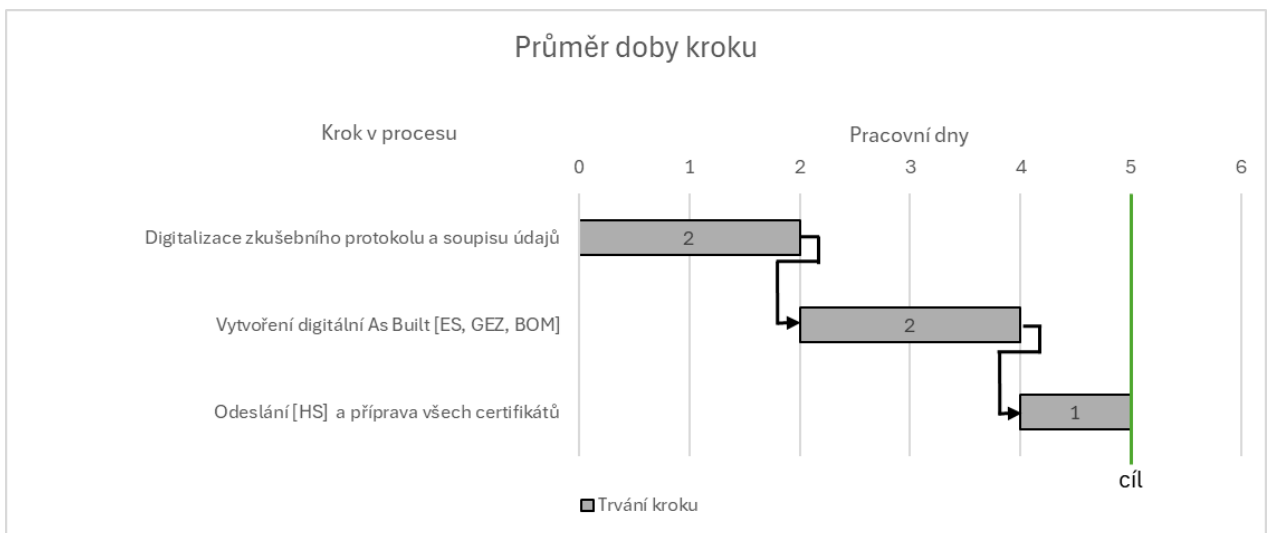 Průměr doby kroku
Krok v procesu
Pracovní dny
0 1 2 3 4 5 6
Digitalizace zkušebního protokolu a soupisu údajů
2
Vytvoření digitální As Built [ES, GEZ, BOM]
2
Odeslání [HS] a příprava všech certifikátů
1
cíl
Trvání kroku